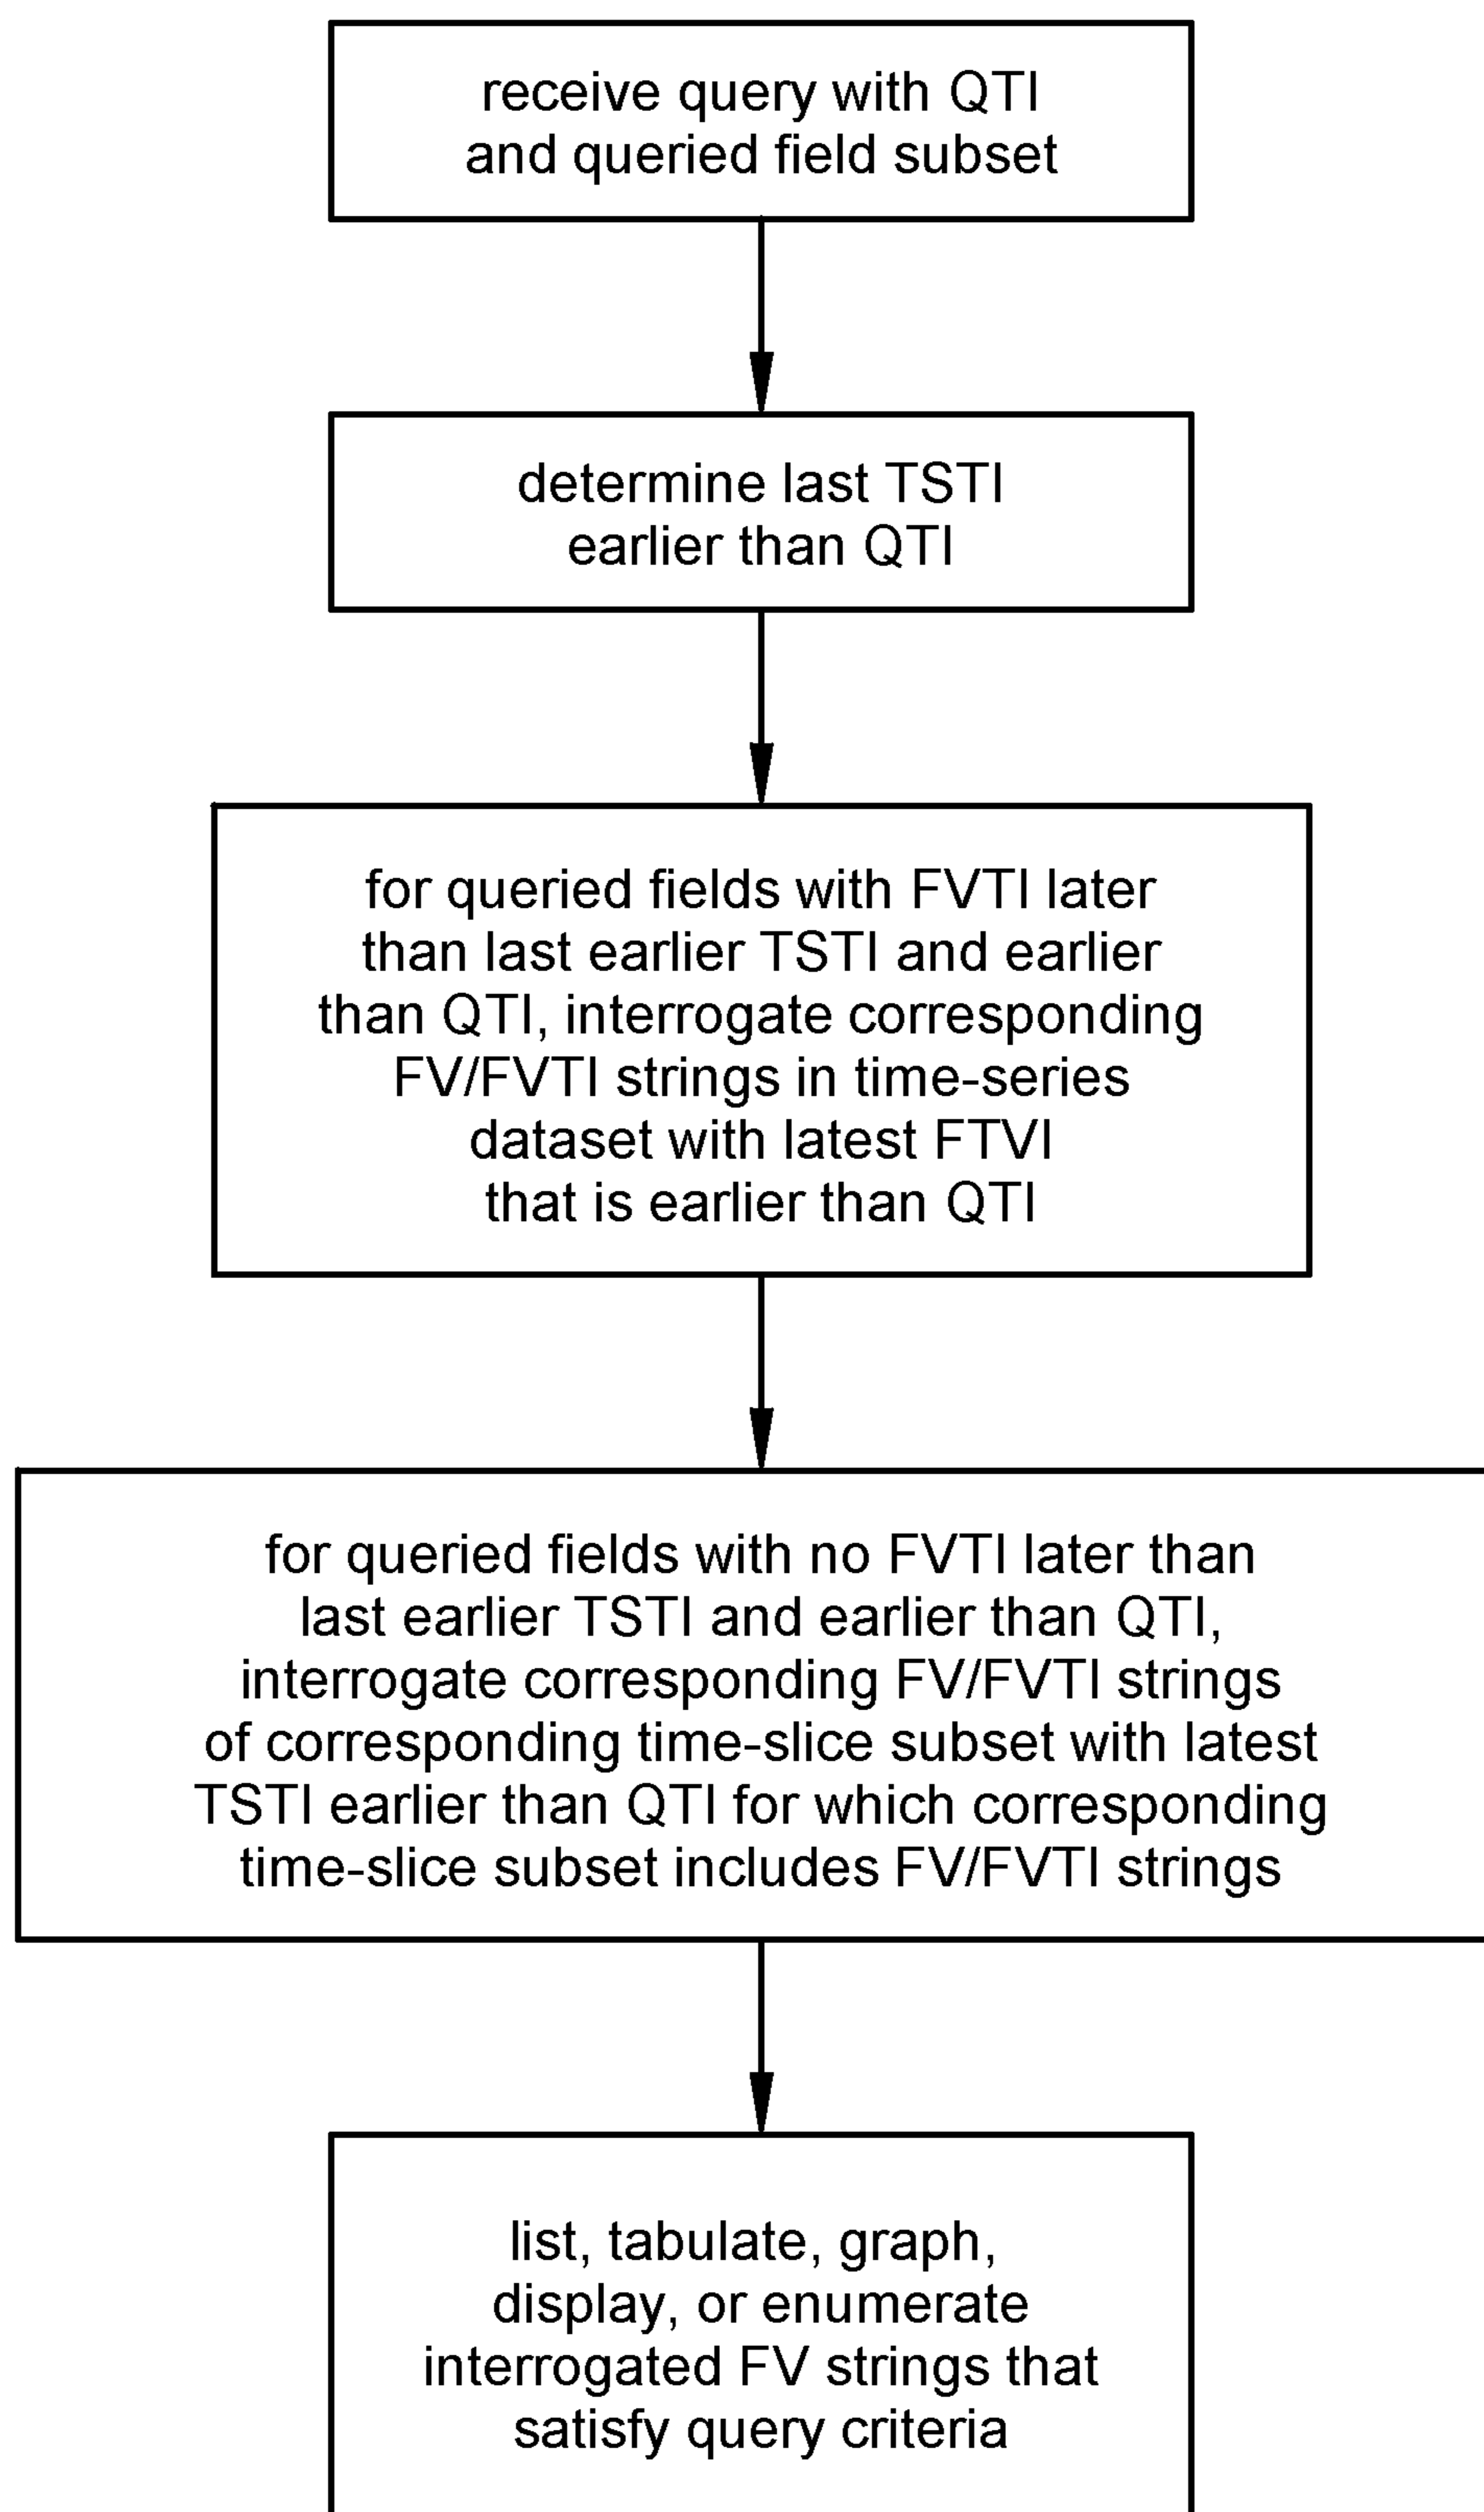 receive query with QTI
and queried field subset
determine last TSTI
earlier than QTI
for queried fields with FVTI later
than last earlier TSTI and earlier
than QTI, interrogate corresponding
FV/FVTI strings in time-series
dataset with latest FTVI
that is earlier than QTI
for queried fields with no FVTI later than
last earlier TSTI and earlier than QTI,
interrogate corresponding FV/FVTI strings
of corresponding time-slice subset with latest
TSTI earlier than QTI for which corresponding
time-slice subset includes FV/FVTI strings
list, tabulate, graph,
display, or enumerate
interrogated FV strings that
satisfy query criteria